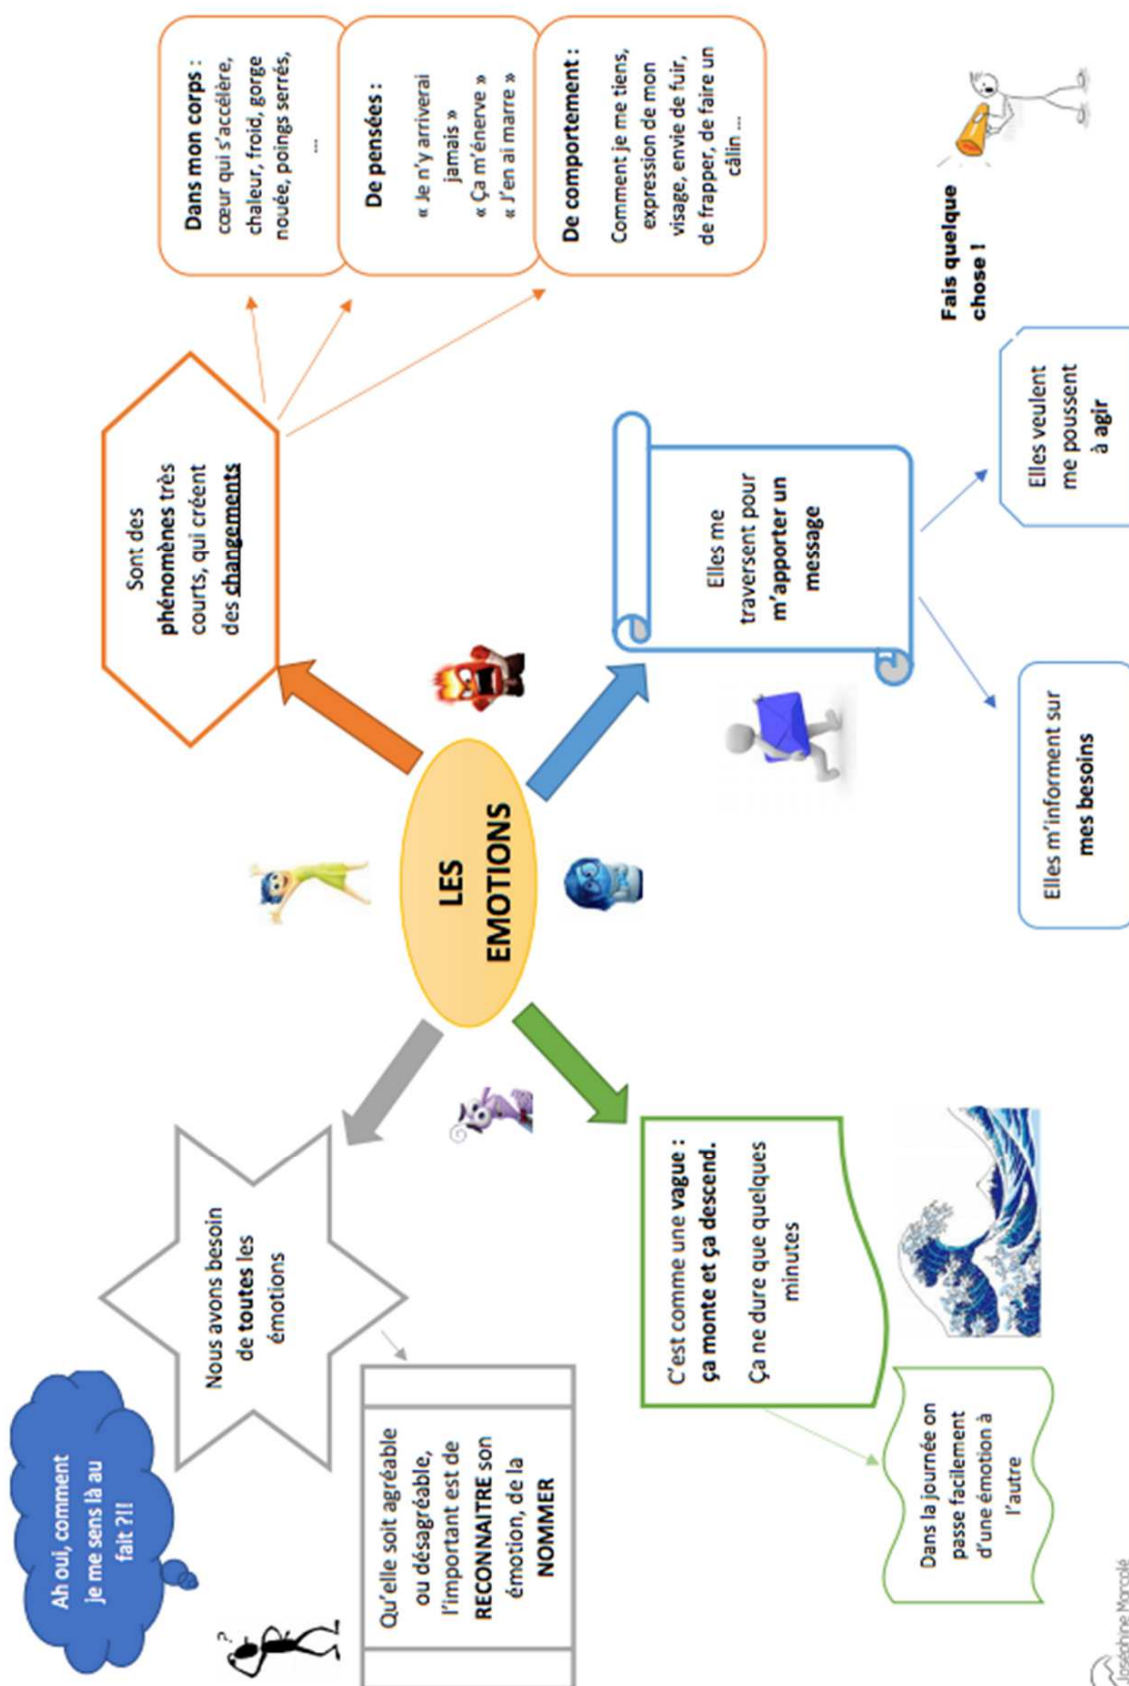 Ah oui, comment
je me sens là au
fait ?!!
Nous avons besoin
de toutes les
émotions
Qu'elle soit agréable
ou désagréable,
l'important est de
RECONNAITRE son
émotion, de la
NOMMER
LES
EMOTIONS
Sont des
phénomènes très
courts, qui créent
des changements
Dans mon corps :
cœur qui s'accélère,
chaleur, froid, gorge
nouée, poings serrés,
...
De pensées :
« Je n'y arriverai
jamais »
« Ça m'énerve »
« J'en ai marre »
De comportement :
Comment je me tiens,
expression de mon
visage, envie de fuir,
de frapper, de faire un
câlin ...
C'est comme une vague :
ça monte et ça descend.
Ça ne dure que quelques
minutes
Dans la journée on
passe facilement
d'une émotion à
l'autre
Elles me
traversent pour
m'apporter un
message
Elles m'informent sur
mes besoins
Elles veulent
me poussent
à agir
Fais quelque
chose !
?
Joséphine Marcolé